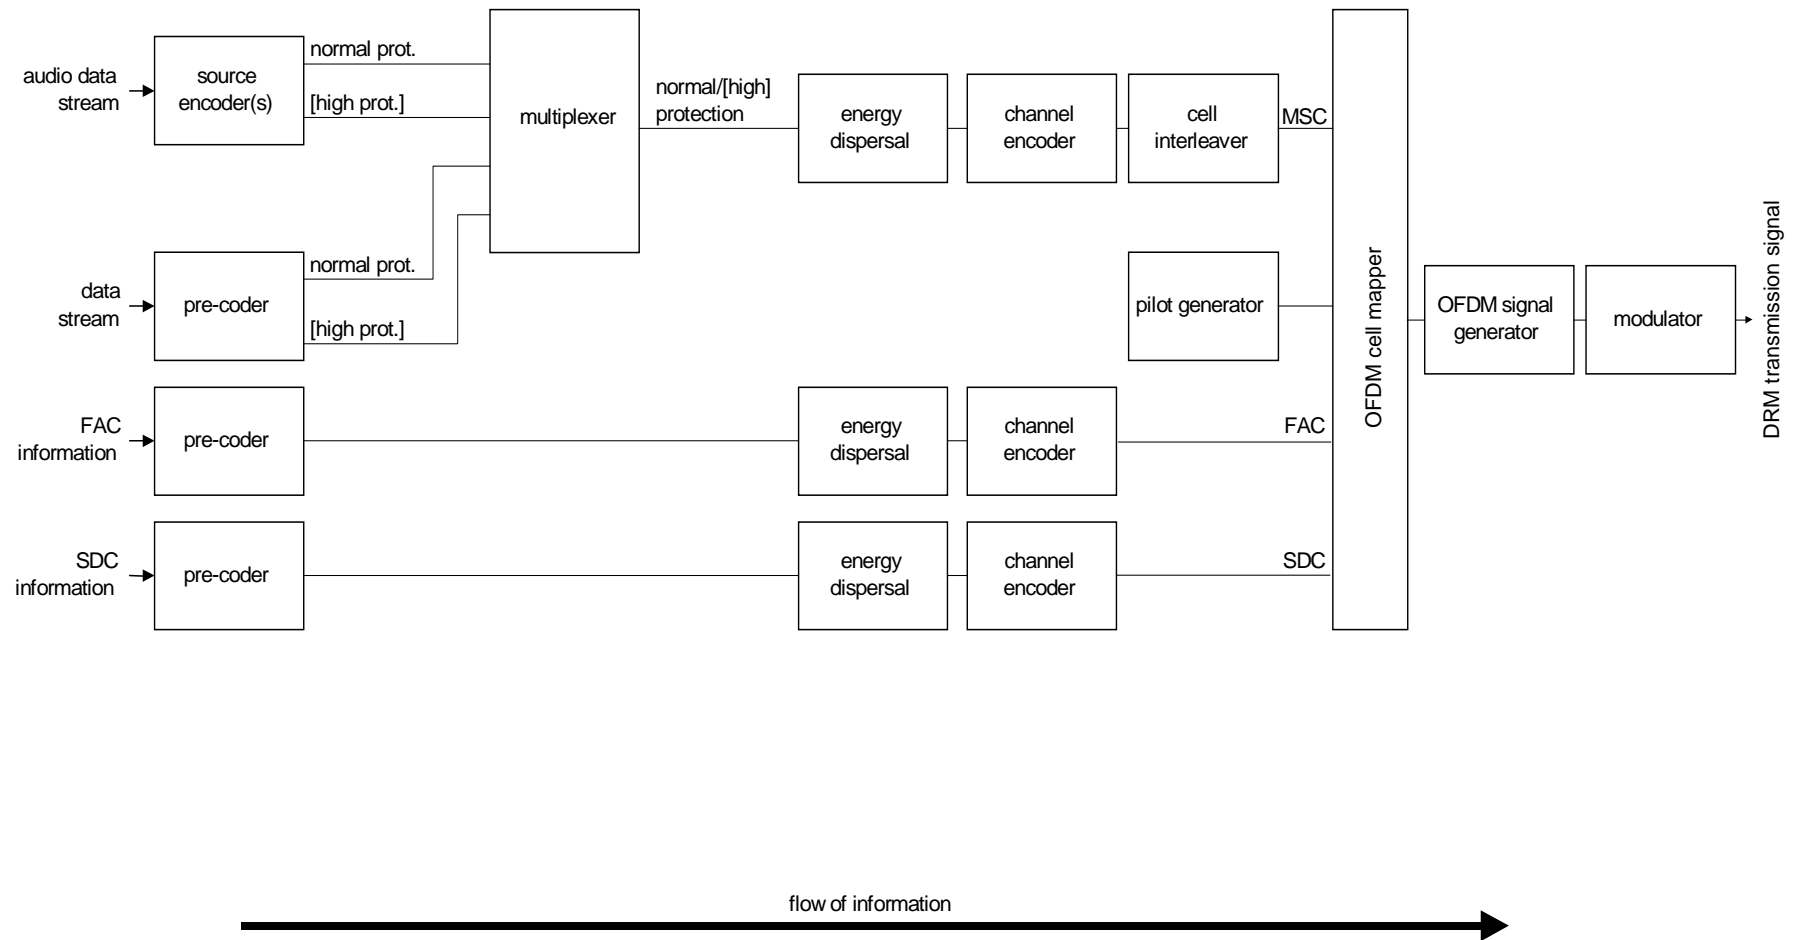 audio data
stream
source
encoder(s)
normal prot.
[high prot.]
multiplexer
normal/[high]
protection
energy
dispersal
channel
encoder
cell
interleaver
MSC
data
stream
pre-coder
normal prot.
[high prot.]
pilot generator
OFDM cell mapper
OFDM signal
generator
modulator
DRM transmission signal
FAC
information
pre-coder
energy
dispersal
channel
encoder
FAC
SDC
information
pre-coder
energy
dispersal
channel
encoder
SDC
flow of information